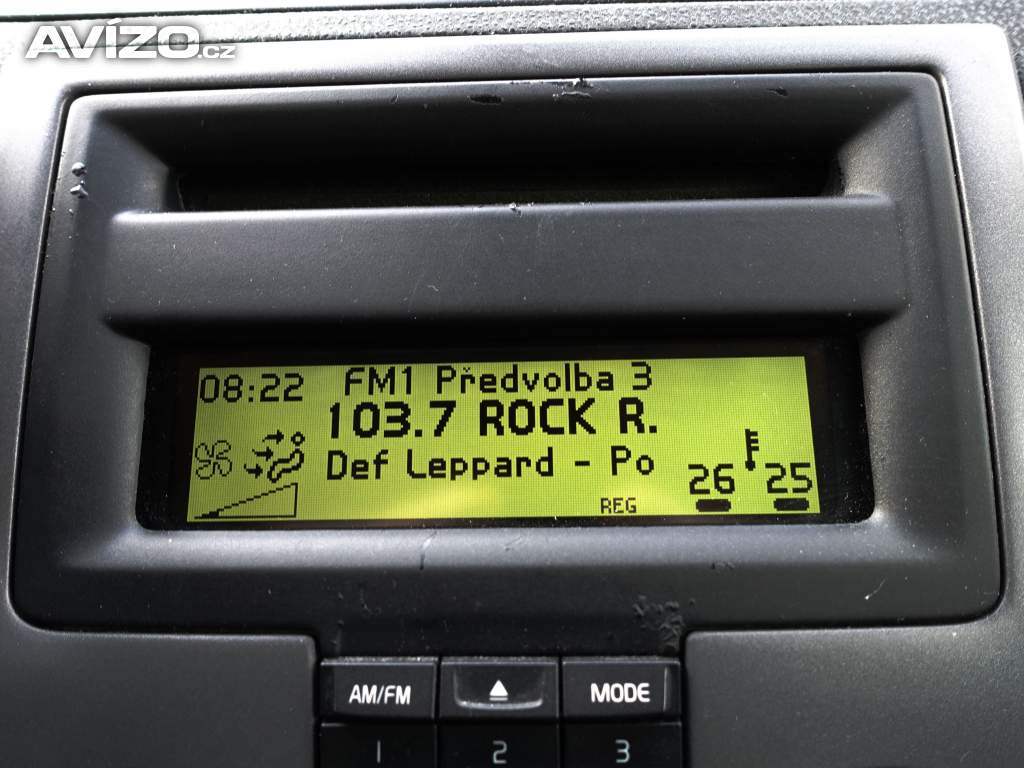 AVÍZO.cz
08:22 FM1 Předvolba 3
103.7 ROCK R.
Def Leppard - Po
26 25
REG
AM/FM MODE
1 2 3